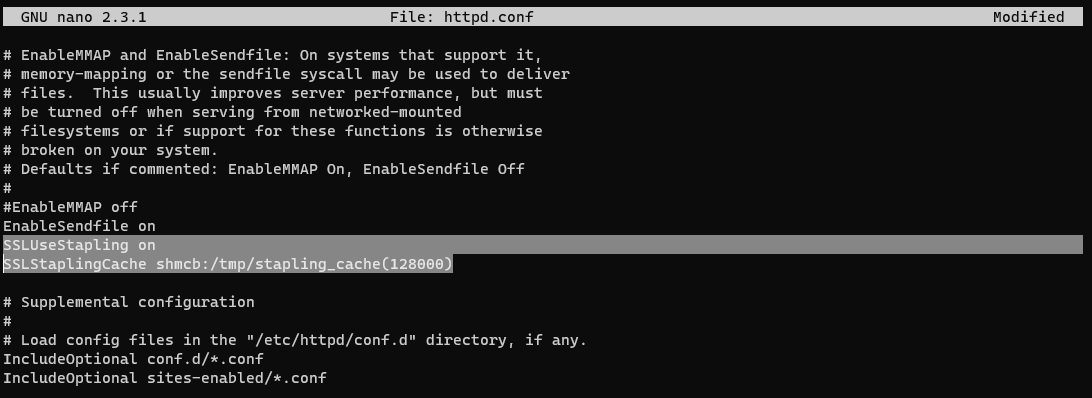 GNU nano 2.3.1 File: httpd.conf Modified
# EnableMMAP and EnableSendfile: On systems that support it,
# memory-mapping or the sendfile syscall may be used to deliver
# files.  This usually improves server performance, but must
# be turned off when serving from networked-mounted
# filesystems or if support for these functions is otherwise
# broken on your system.
# Defaults if commented: EnableMMAP On, EnableSendfile Off
#
#EnableMMAP off
EnableSendfile on
SSLUseStapling on
SSLStaplingCache shmcb:/tmp/stapling_cache(128000)
# Supplemental configuration
#
# Load config files in the "/etc/httpd/conf.d" directory, if any.
IncludeOptional conf.d/*.conf
IncludeOptional sites-enabled/*.conf